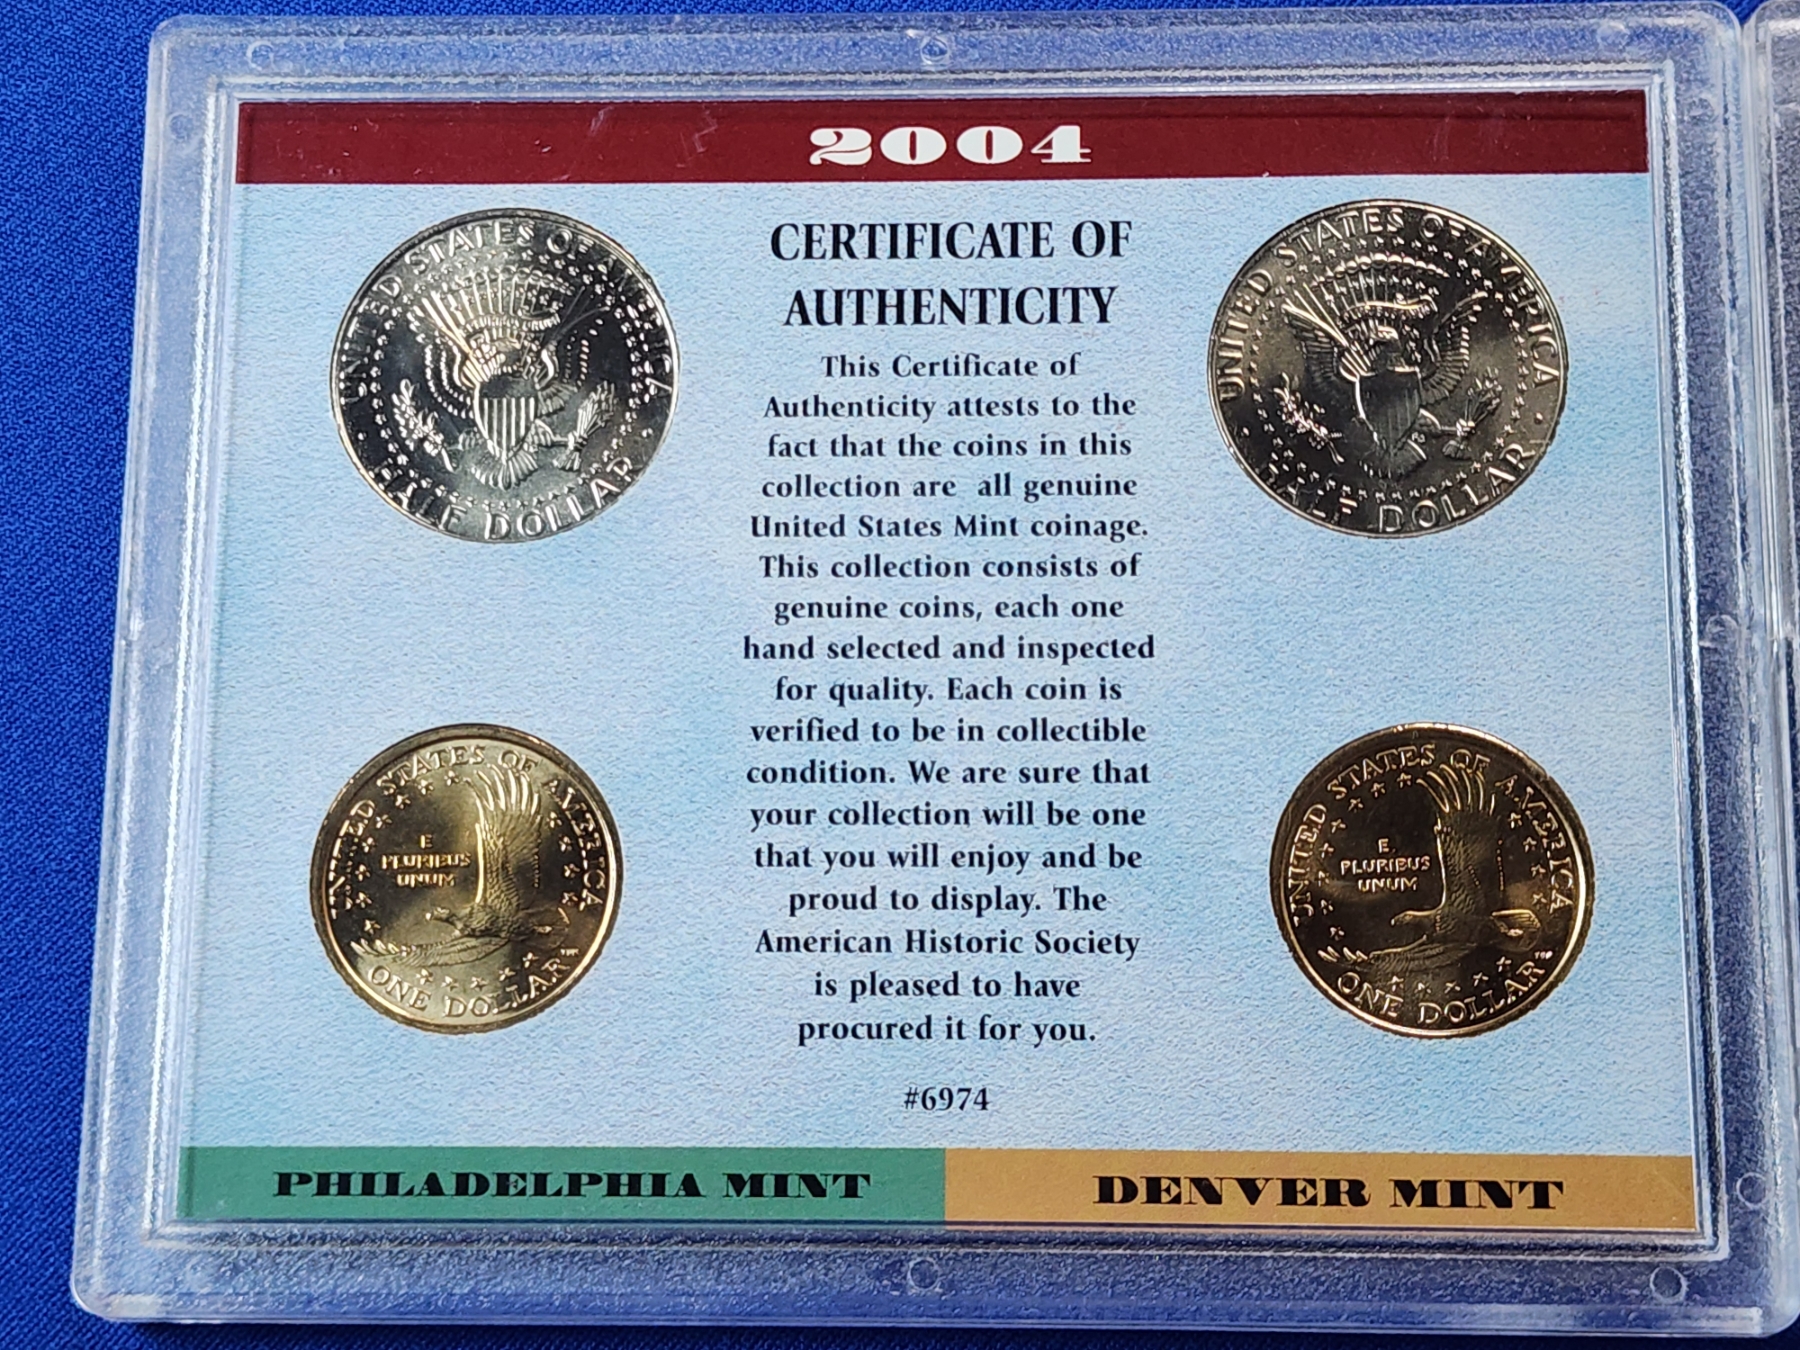 2004
CERTIFICATE OF
AUTHENTICITY
This Certificate of
Authenticity attests to the
fact that the coins in this
collection are all genuine
United States Mint coinage.
This collection consists of
genuine coins, each one
hand selected and inspected
for quality. Each coin is
verified to be in collectible
condition. We are sure that
your collection will be one
that you will enjoy and be
proud to display. The
American Historic Society
is pleased to have
procured it for you.
#6974
PHILADELPHIA MINT
DENVER MINT
UNITED STATES OF AMERICA
HALF DOLLAR
UNITED STATES OF AMERICA
HALF DOLLAR
UNITED STATES OF AMERICA
E
PLURIBUS
UNUM
ONE DOLLAR
UNITED STATES OF AMERICA
E
PLURIBUS
UNUM
ONE DOLLAR